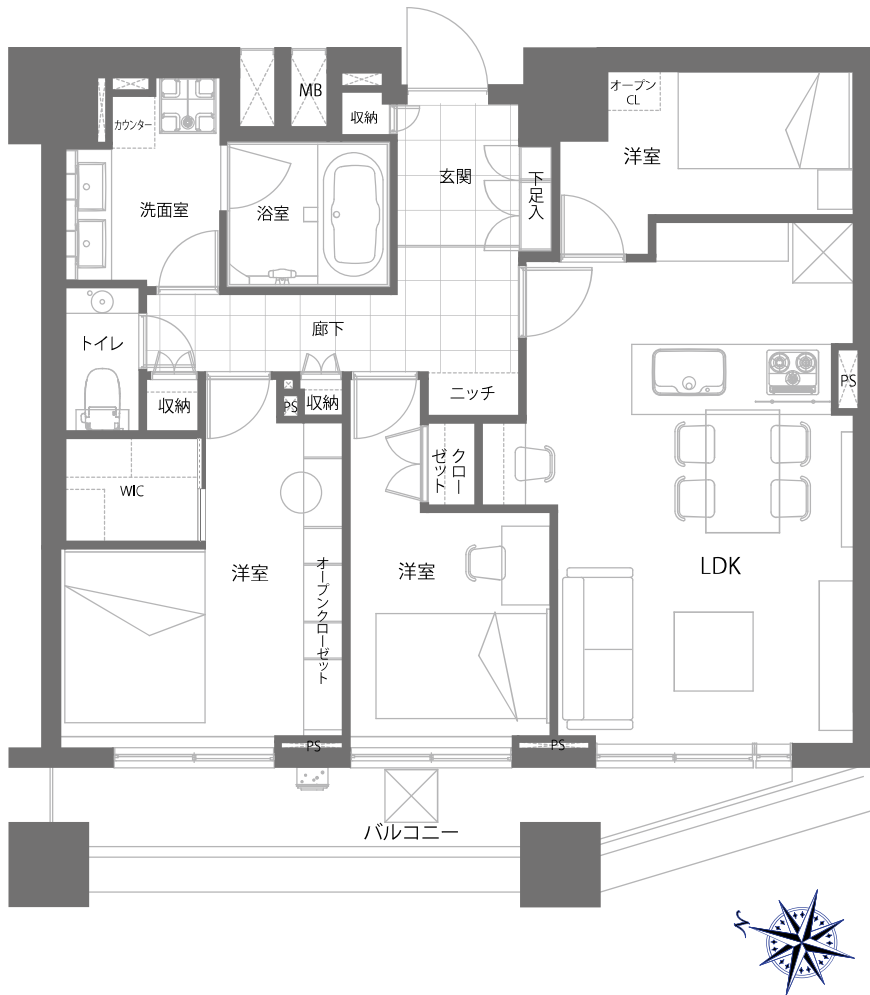 MB
オープン
CL
収納
カウンター
洋室
玄関
下足入
洗面室
浴室
廊下
トイレ
PS
ニッチ
収納
PS
収納
クロー
ゼット
WIC
洋室
オープンクローゼット
洋室
LDK
PS
PS
バルコニー
N